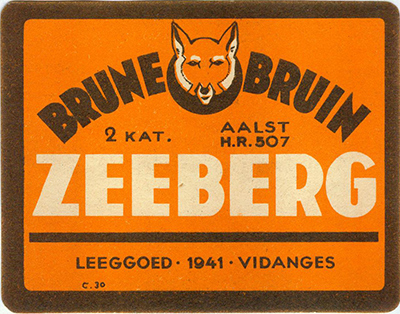 BRUNE BRUIN
2 KAT.
AALST
H.R. 507
ZEEBERG
LEEGGOED · 1941 · VIDANGES
C. 30